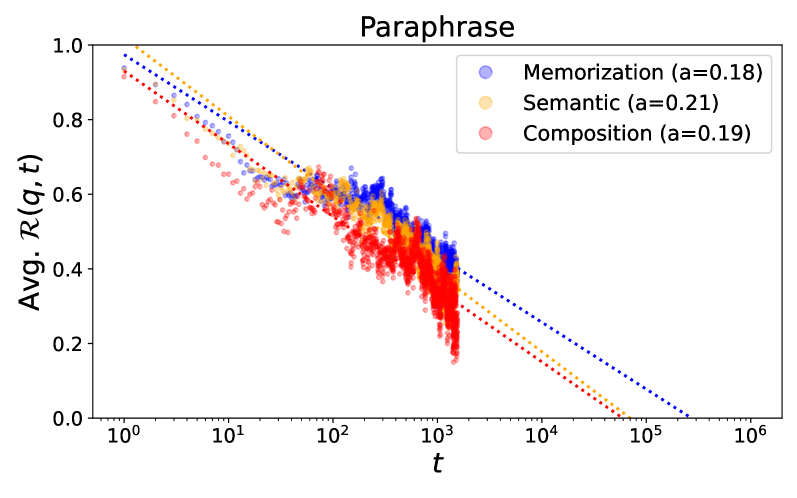 Paraphrase
Memorization (a=0.18)
Semantic (a=0.21)
Composition (a=0.19)
Avg. $\mathcal{R}(q, t)$
1.0
0.8
0.6
0.4
0.2
0.0
10⁰ 10¹ 10² 10³ 10⁴ 10⁵ 10⁶
t